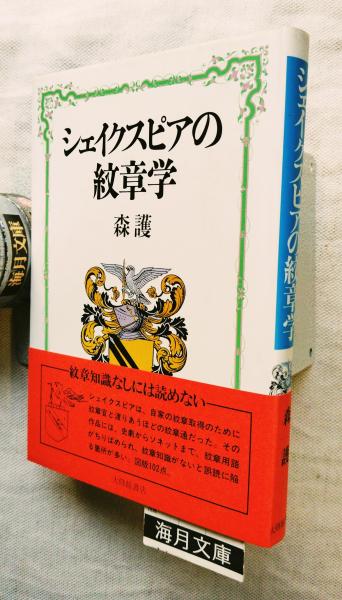 シェイクスピアの
紋章学
森 護
紋章知識なしには読めない
シェイクスピアは、自家の紋章取得のために
紋章官と渡りあうほどの紋章通だった。その
作品には、史劇からソネットまで、紋章用語
がちりばめられ、紋章知識がないと誤読に陥
る箇所が多い。図版102点。
大修館書店
シェイクスピアの紋章学
森 護
海月文庫
海月文庫